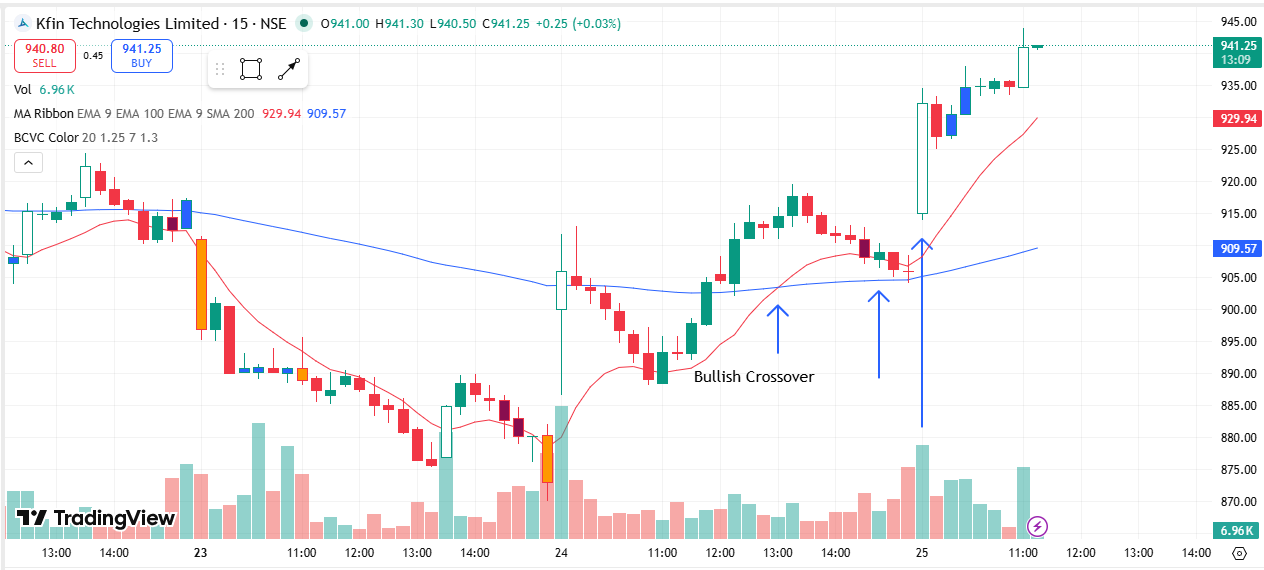 Kfin Technologies Limited · 15 · NSE O941.00 H941.30 L940.50 C941.25 +0.25 (+0.03%)
940.80 SELL 0.45 941.25 BUY
Vol 6.96 K
MA Ribbon EMA 9 EMA 100 EMA 9 SMA 200 929.94 909.57
BCVC Color 20 1.25 7 1.3
Bullish Crossover
945.00
941.25
13:09
935.00
929.94
925.00
920.00
915.00
909.57
905.00
900.00
895.00
890.00
885.00
880.00
875.00
870.00
6.96 K
TradingView
13:00 14:00 23 11:00 12:00 13:00 14:00 24 11:00 12:00 13:00 14:00 25 11:00 12:00 13:00 14:00